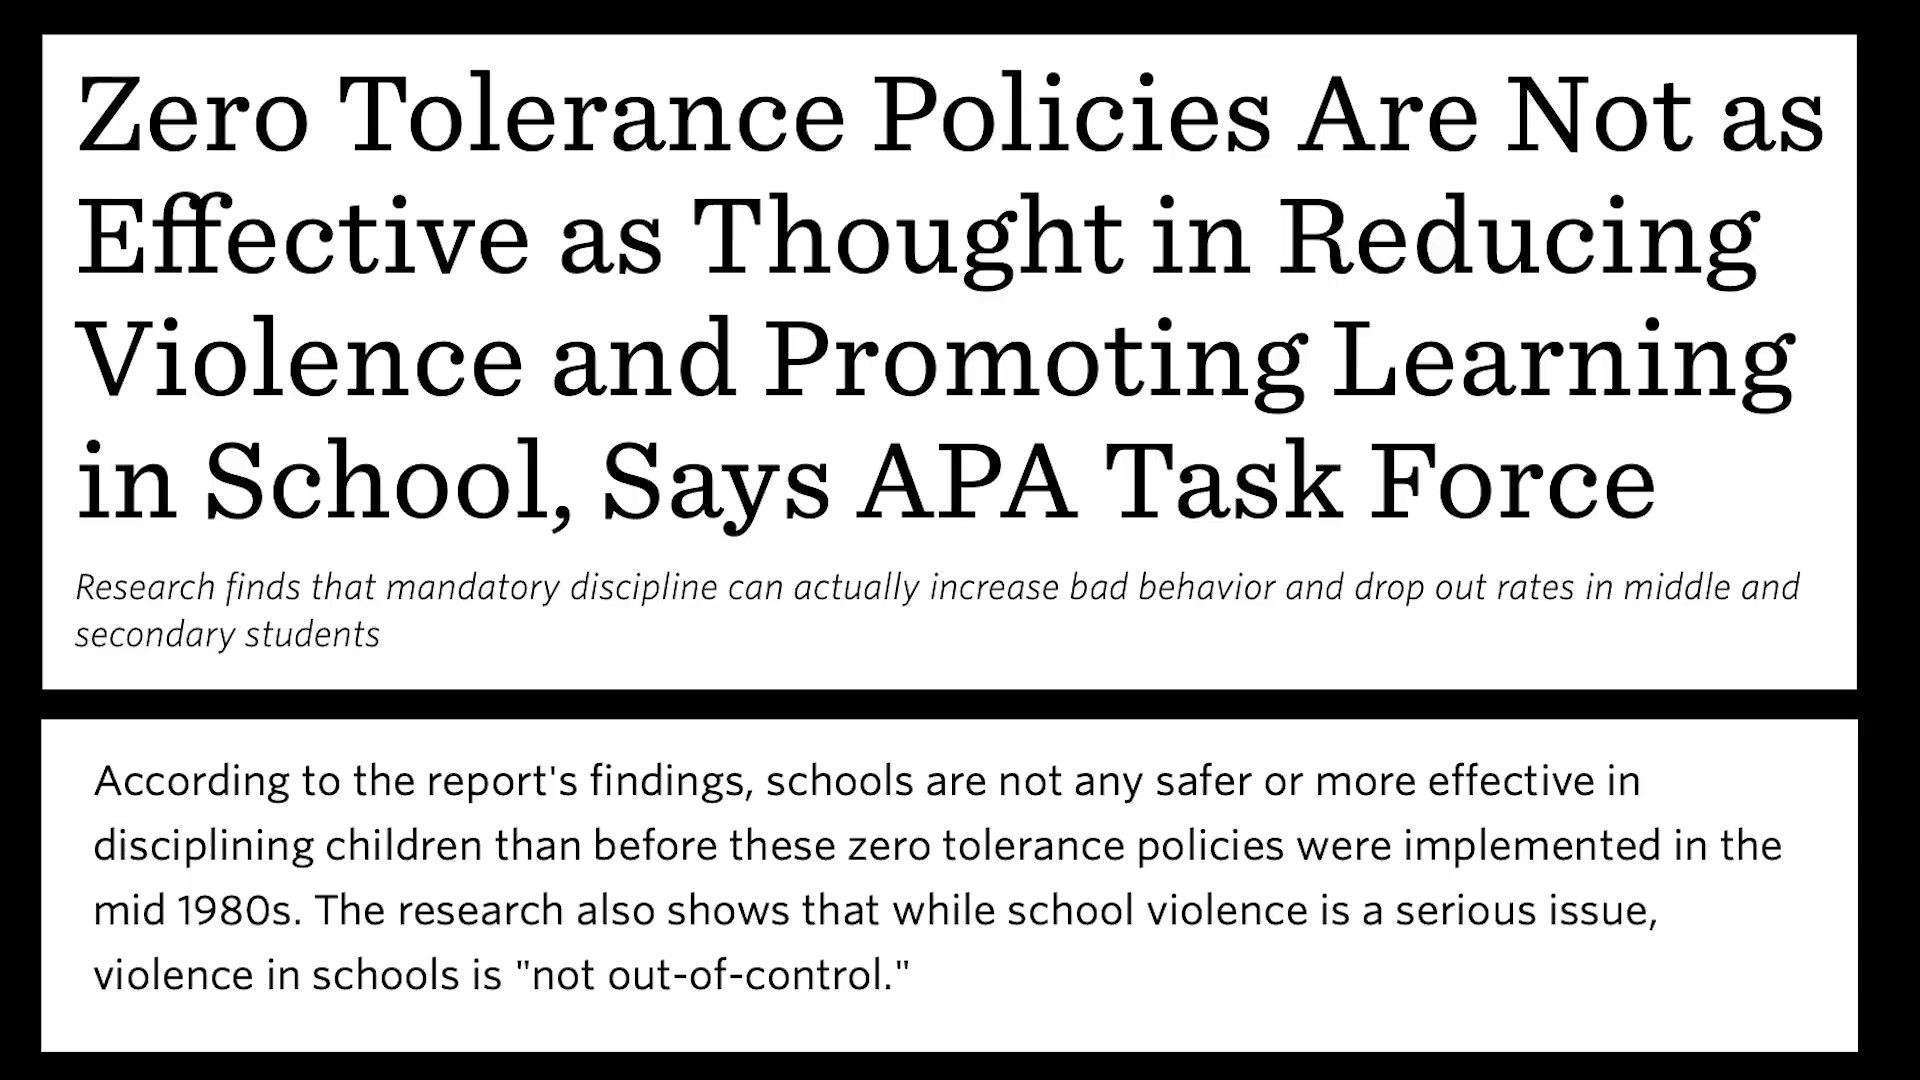 Zero Tolerance Policies Are Not as
Effective as Thought in Reducing
Violence and Promoting Learning
in School, Says APA Task Force
Research finds that mandatory discipline can actually increase bad behavior and drop out rates in middle and
secondary students
According to the report's findings, schools are not any safer or more effective in
disciplining children than before these zero tolerance policies were implemented in the
mid 1980s. The research also shows that while school violence is a serious issue,
violence in schools is "not out-of-control."